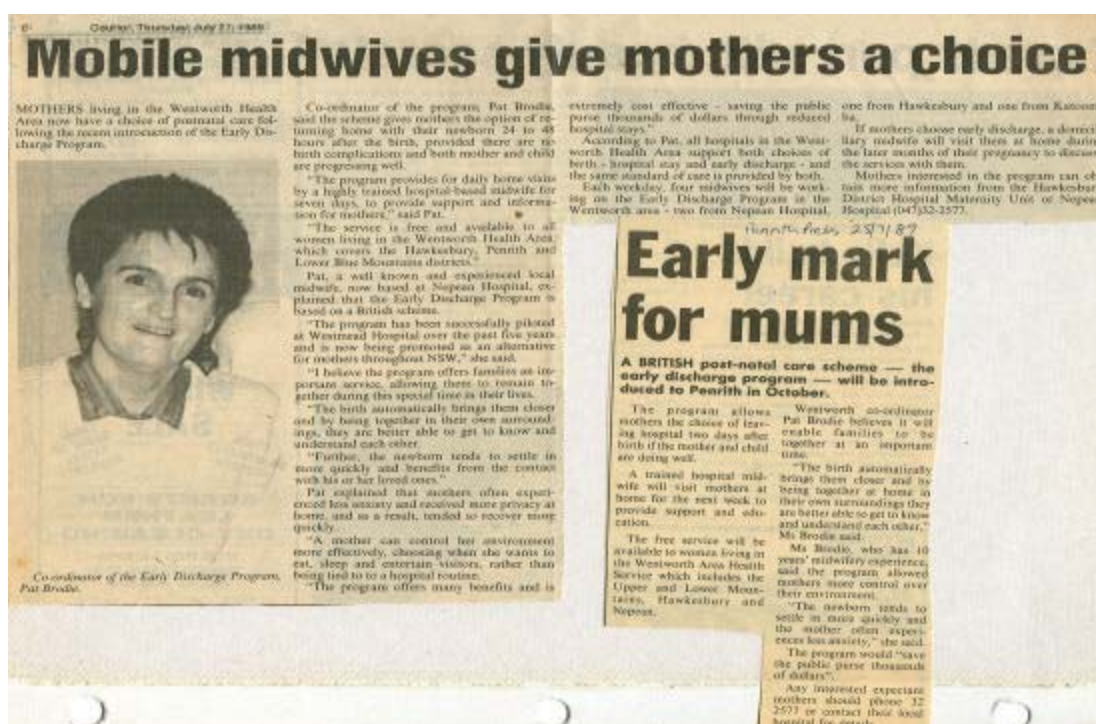 Courier, Thursday, July 27, 1989
Mobile midwives give mothers a choice
MOTHERS living in the Wentworth Health
Area now have a choice of postnatal care fol-
lowing the recent introduction of the Early Dis-
charge Program.
Co-ordinator of the Early Discharge Program,
Pat Brodie.
Co-ordinator of the program, Pat Brodie,
said the scheme gives mothers the option of re-
turning home with their newborn 24 to 48
hours after the birth, provided there are no
birth complications and both mother and child
are progressing well.
"The program provides for daily home visits
by a highly trained hospital-based midwife for
seven days, to provide support and informa-
tion for mothers," said Pat.
"The service is free and available to all
women living in the Wentworth Health Area,
which covers the Hawkesbury, Penrith and
Lower Blue Mountains districts."
Pat, a well known and experienced local
midwife, now based at Nepean Hospital, ex-
plained that the Early Discharge Program is
based on a British scheme.
"The program has been successfully piloted
at Westmead Hospital over the past five years
and is now being promoted as an alternative
for mothers throughout NSW," she said.
"I believe the program offers families an im-
portant service, allowing them to remain to-
gether during this special time in their lives.
"The birth automatically brings them closer
and by being together in their own surround-
ings, they are better able to get to know and
understand each other.
"Further, the newborn tends to settle in
more quickly and benefits from the contact
with his or her loved ones."
Pat explained that mothers often experi-
enced less anxiety and received more privacy at
home, and as a result, tended to recover more
quickly.
"A mother can control her environment
more effectively, choosing when she wants to
eat, sleep and entertain visitors, rather than
being tied to to a hospital routine.
"The program offers many benefits and is
extremely cost effective - saving the public
purse thousands of dollars through reduced
hospital stays."
According to Pat, all hospitals in the Went-
worth Health Area support both choices of
birth - hospital stay and early discharge - and
the same standard of care is provided by both.
Each weekday, four midwives will be work-
ing on the Early Discharge Program in the
Wentworth area - two from Nepean Hospital,
one from Hawkesbury and one from Katoom-
ba.
If mothers choose early discharge, a domici-
liary midwife will visit them at home during
the later months of their pregnancy to discuss
the services with them.
Mothers interested in the program can ob-
tain more information from the Hawkesbury
District Hospital Maternity Unit or Nepean
Hospital (047)32-2577.
Penrith Press 25/7/89
Early mark
for mums
A BRITISH post-natal care scheme — the
early discharge program — will be intro-
duced to Penrith in October.
The program allows
mothers the choice of leav-
ing hospital two days after
birth if the mother and child
are doing well.
A trained hospital mid-
wife will visit mothers at
home for the next week to
provide support and edu-
cation.
The free service will be
available to women living in
the Wentworth Area Health
Service which includes the
Upper and Lower Moun-
tains, Hawkesbury and
Nepean.
Wentworth co-ordinator
Pat Brodie believes it will
enable families to be
together at an important
time.
"The birth automatically
brings them closer and by
being together at home in
their own surroundings they
are better able to get to know
and understand each other,"
Ms Brodie said.
Ms Brodie, who has 10
years' midwifery experience,
said the program allowed
mothers more control over
their environment.
"The newborn tends to
settle in more quickly and
the mother often experi-
ences less anxiety," she said.
The program would "save
the public purse thousands
of dollars".
Any interested expectant
mothers should phone 32
2577 or contact their local
hospital for details.